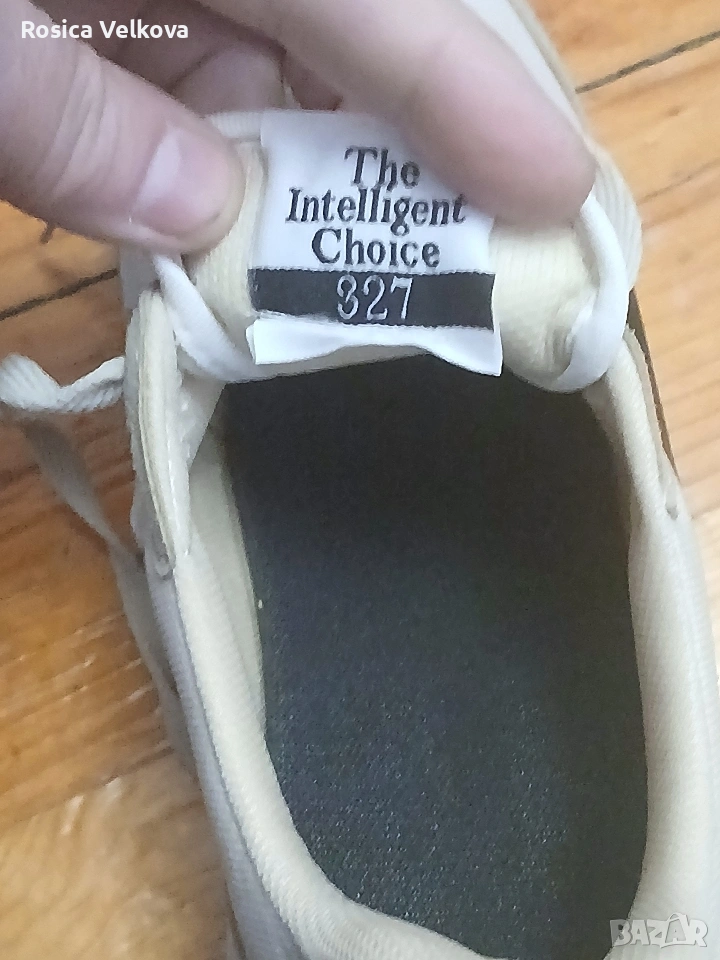 Rosica Velkova
The
Intelligent
Choice
327
BAZAR